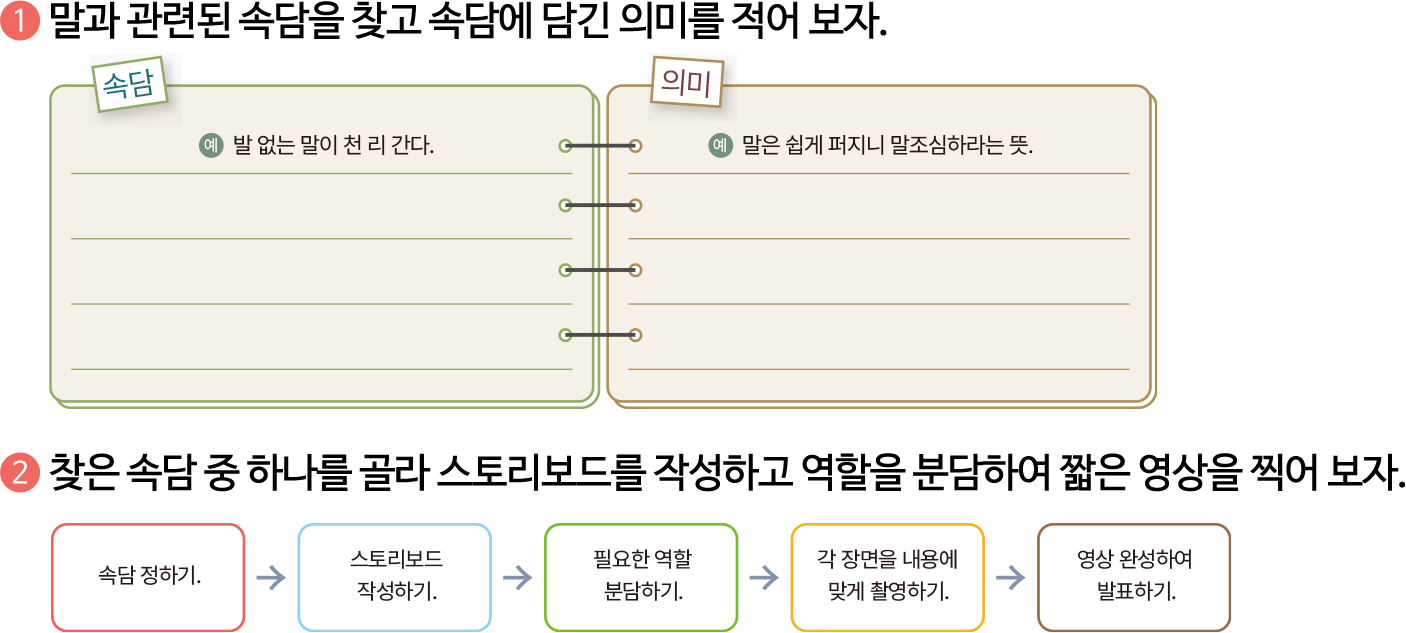 1 말과 관련된 속담을 찾고 속담에 담긴 의미를 적어 보자.
속담
예 발 없는 말이 천 리 간다.
의미
예 말은 쉽게 퍼지니 말조심하라는 뜻.
2 찾은 속담 중 하나를 골라 스토리보드를 작성하고 역할을 분담하여 짧은 영상을 찍어 보자.
속담 정하기.
스토리보드
작성하기.
필요한 역할
분담하기.
각 장면을 내용에
맞게 촬영하기.
영상 완성하여
발표하기.